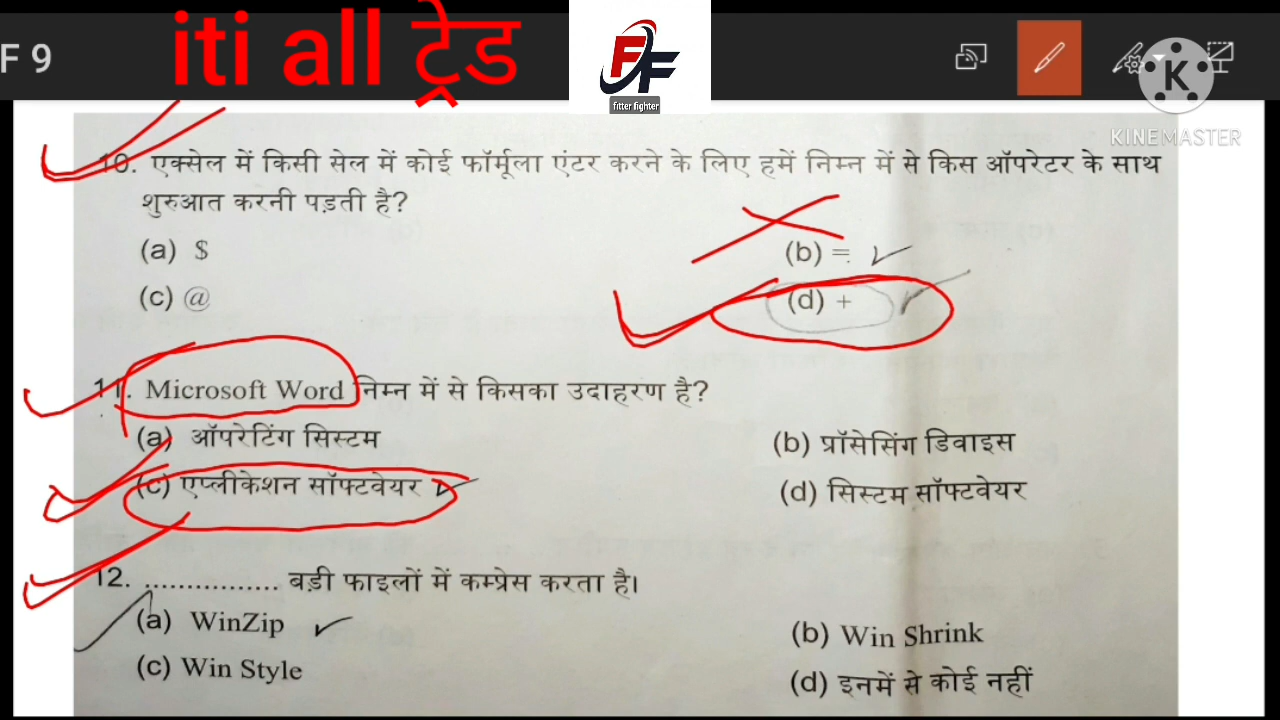 F 9
iti all ट्रेड
FF
fitter fighter
K
KINEMASTER
10. एक्सेल में किसी सेल में कोई फॉर्मूला एंटर करने के लिए हमें निम्न में से किस ऑपरेटर के साथ
शुरुआत करनी पड़ती है?
(a) $
(b) =
(c) @
(d) +
11. Microsoft Word निम्न में से किसका उदाहरण है?
(a) ऑपरेटिंग सिस्टम
(b) प्रॉसेसिंग डिवाइस
(c) एप्लीकेशन सॉफ्टवेयर
(d) सिस्टम सॉफ्टवेयर
12. ................ बड़ी फाइलों में कम्प्रेस करता है।
(a) WinZip
(b) Win Shrink
(c) Win Style
(d) इनमें से कोई नहीं